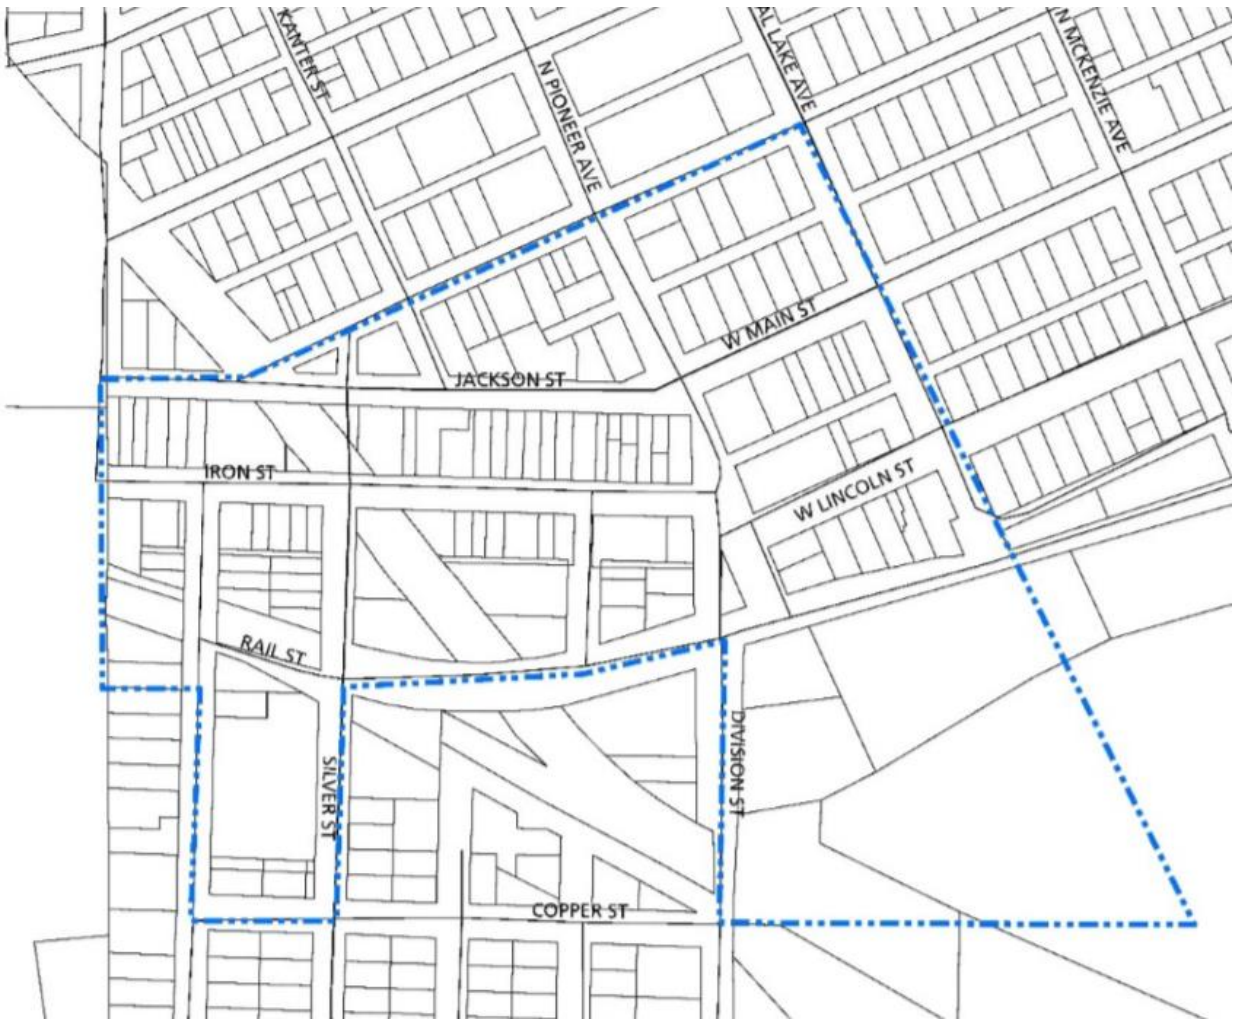 KANTER ST
N PIONEER AVE
AL LAKE AVE
N MCKENZIE AVE
W MAIN ST
JACKSON ST
IRON ST
W LINCOLN ST
RAIL ST
SILVER ST
DIVISION ST
COPPER ST